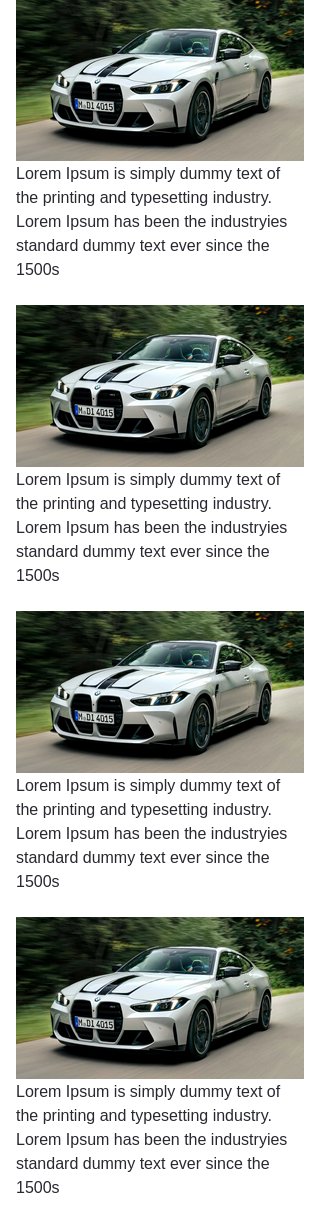 M DI 4015
Lorem Ipsum is simply dummy text of
the printing and typesetting industry.
Lorem Ipsum has been the industryies
standard dummy text ever since the
1500s
M DI 4015
Lorem Ipsum is simply dummy text of
the printing and typesetting industry.
Lorem Ipsum has been the industryies
standard dummy text ever since the
1500s
M DI 4015
Lorem Ipsum is simply dummy text of
the printing and typesetting industry.
Lorem Ipsum has been the industryies
standard dummy text ever since the
1500s
M DI 4015
Lorem Ipsum is simply dummy text of
the printing and typesetting industry.
Lorem Ipsum has been the industryies
standard dummy text ever since the
1500s